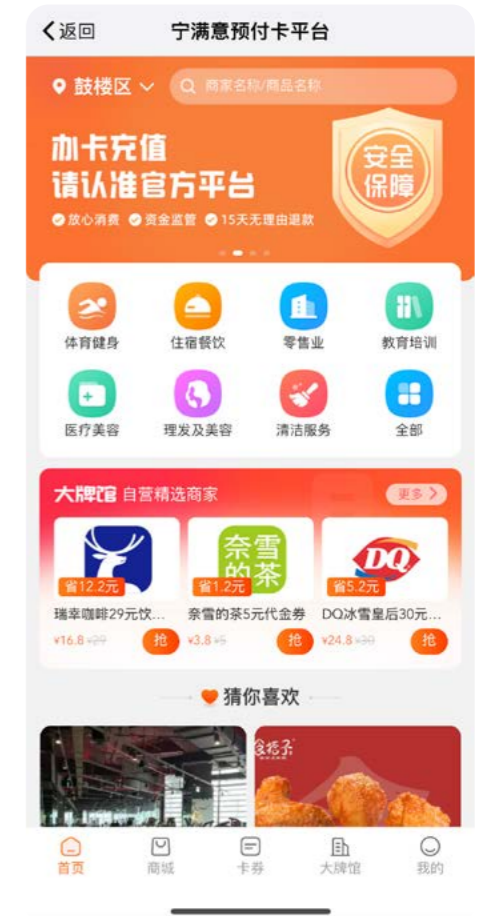 返回
宁满意预付卡平台
鼓楼区
商家名称/商品名称
办卡充值
请认准官方平台
放心消费 资金监管 15天无理由退款
安全
保障
体育健身 住宿餐饮 零售业 教育培训
医疗美容 理发及美容 清洁服务 全部
大牌馆 自营精选商家
更多
奈雪
的茶
DQ
省12.2元 省1.2元 省5.2元
瑞幸咖啡29元饮... 奈雪的茶5元代金券 DQ冰雪皇后30元...
¥16.8 ¥29 抢 ¥3.8 ¥5 抢 ¥24.8 ¥30 抢
猜你喜欢
首页 商城 卡券 大牌馆 我的